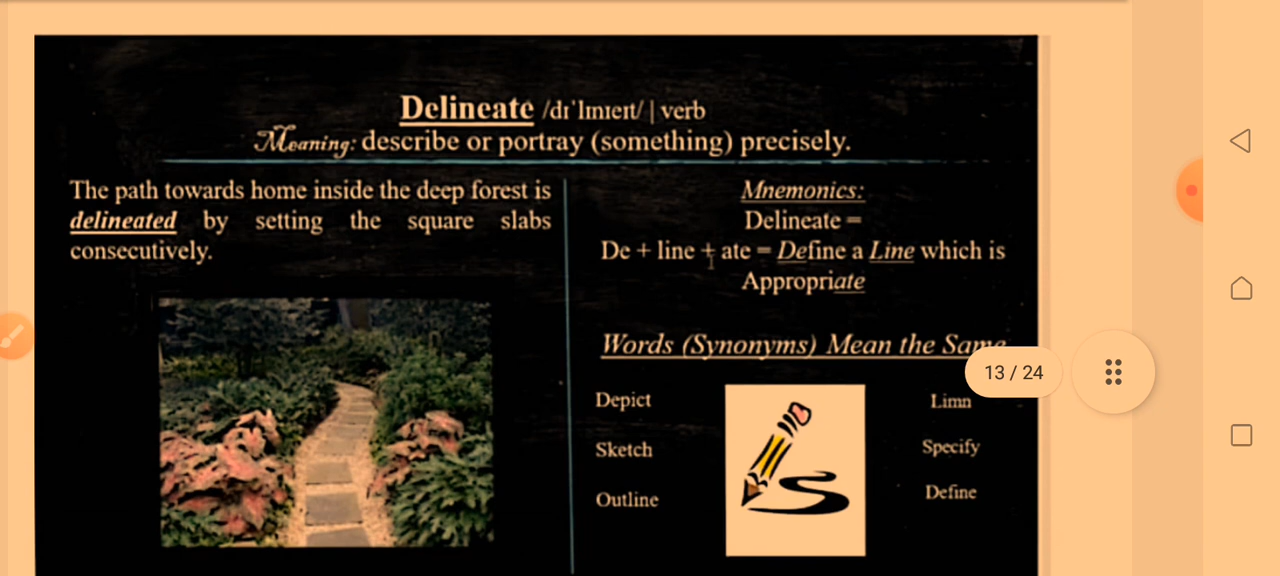 Delineate /dɪˈlɪnɪeɪt/ | verb
Meaning: describe or portray (something) precisely.
The path towards home inside the deep forest is
delineated by setting the square slabs
consecutively.
Mnemonics:
Delineate =
De + line + ate = Define a Line which is
Appropriate
Words (Synonyms) Mean the Same
Depict
Limn
Sketch
Specify
Outline
Define
13 / 24